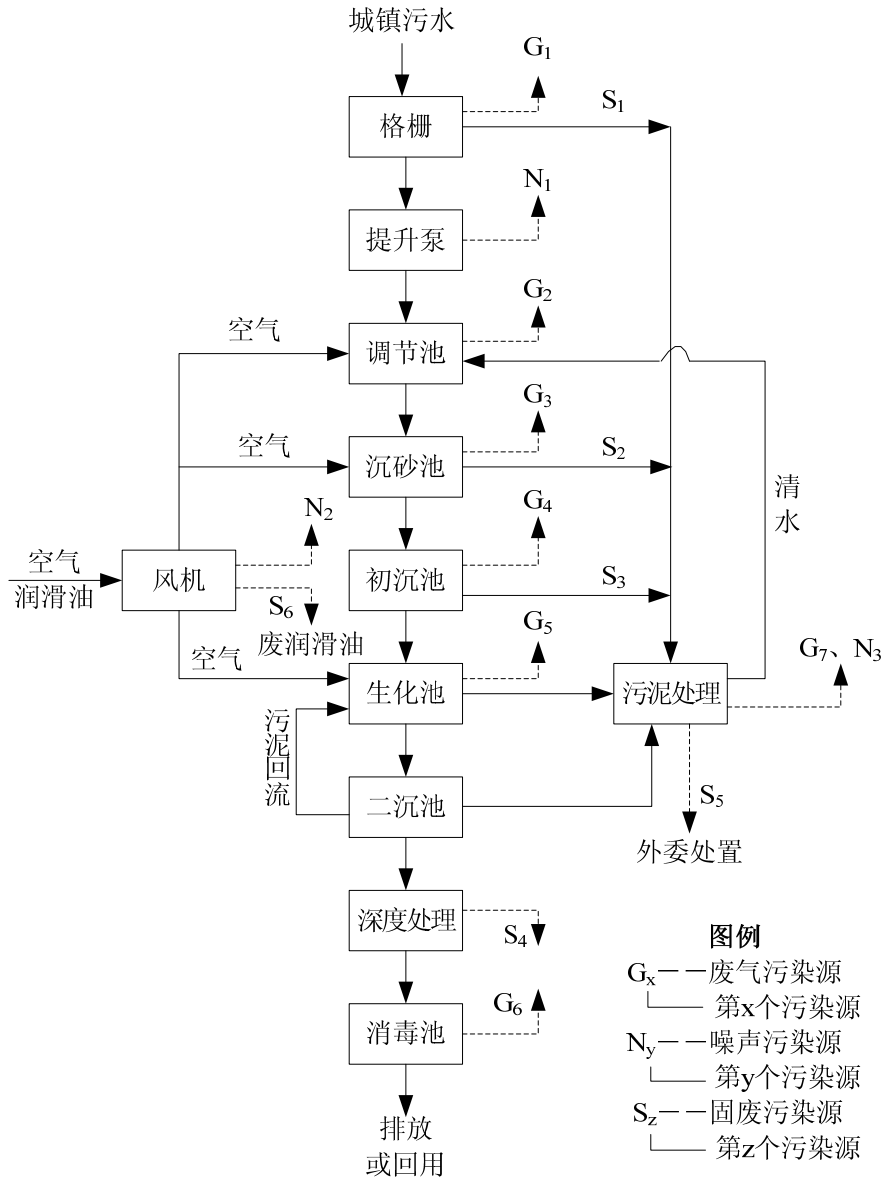 城镇污水
G1
S1
格栅
N1
提升泵
G2
空气
调节池
G3
空气
沉砂池
S2
清水
G4
N2
空气
润滑油
风机
初沉池
S3
S6
废润滑油
G5
空气
生化池
污泥处理
G7、N3
污泥回流
二沉池
S5
外委处置
深度处理
S4
图例
Gx——废气污染源
第x个污染源
G6
消毒池
Ny——噪声污染源
第y个污染源
Sz——固废污染源
第z个污染源
排放
或回用